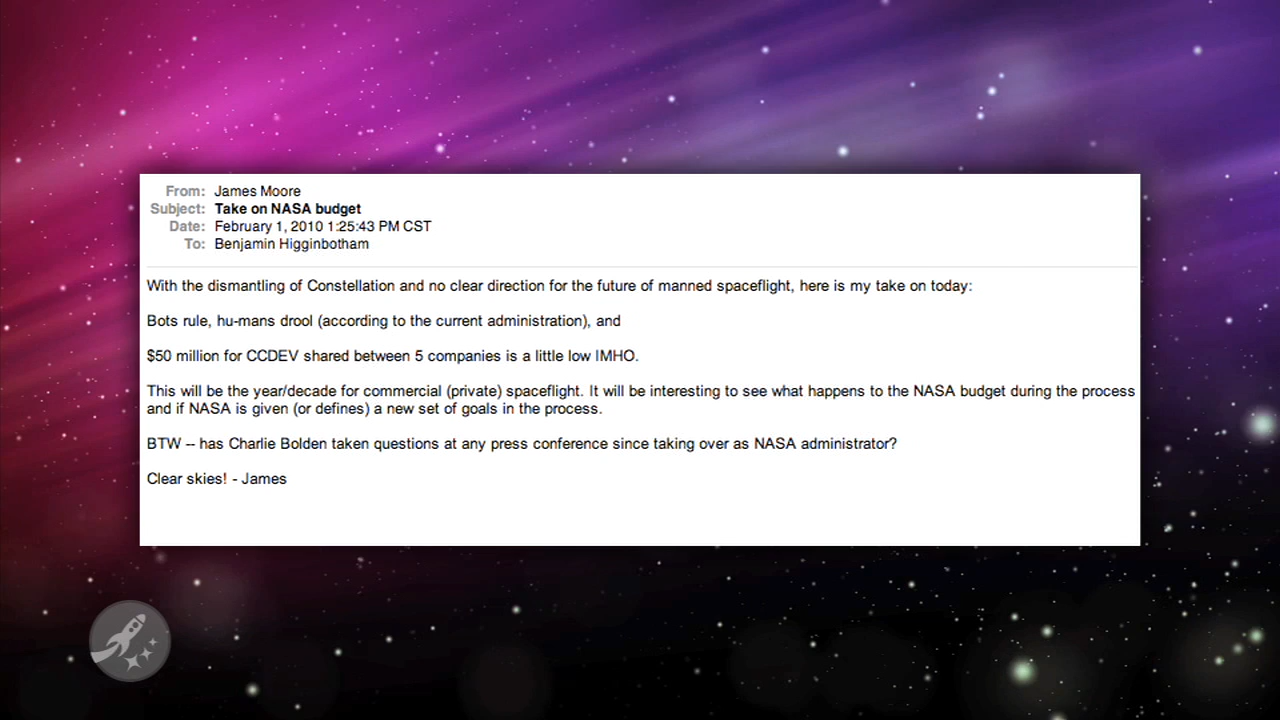 From: James Moore
Subject: Take on NASA budget
Date: February 1, 2010 1:25:43 PM CST
To: Benjamin Higginbotham
With the dismantling of Constellation and no clear direction for the future of manned spaceflight, here is my take on today:
Bots rule, hu-mans drool (according to the current administration), and
$50 million for CCDEV shared between 5 companies is a little low IMHO.
This will be the year/decade for commercial (private) spaceflight. It will be interesting to see what happens to the NASA budget during the process
and if NASA is given (or defines) a new set of goals in the process.
BTW -- has Charlie Bolden taken questions at any press conference since taking over as NASA administrator?
Clear skies! - James